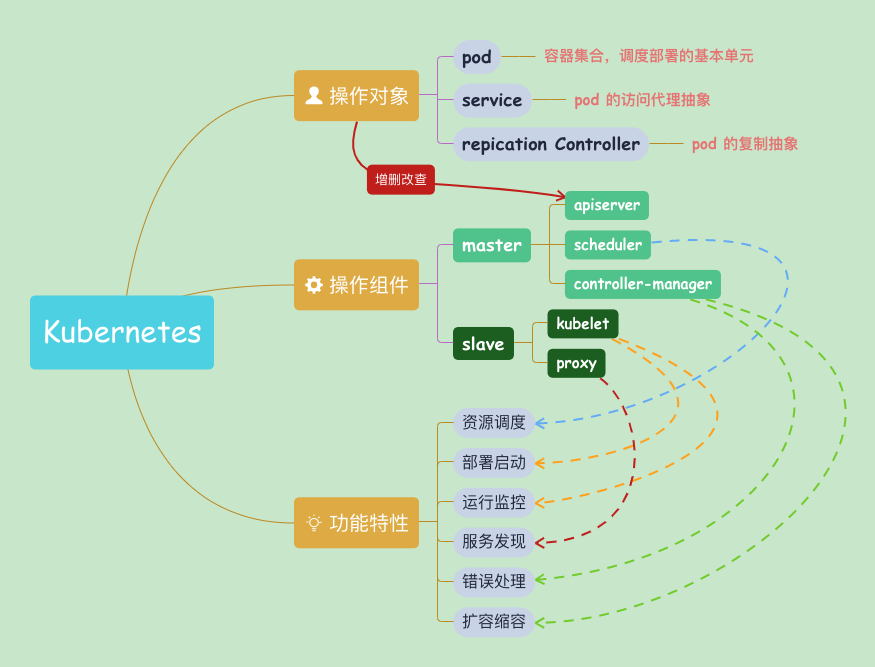 Kubernetes
操作对象
pod
容器集合，调度部署的基本单元
service
pod 的访问代理抽象
repication Controller
pod 的复制抽象
增删改查
操作组件
master
apiserver
scheduler
controller-manager
slave
kubelet
proxy
功能特性
资源调度
部署启动
运行监控
服务发现
错误处理
扩容缩容